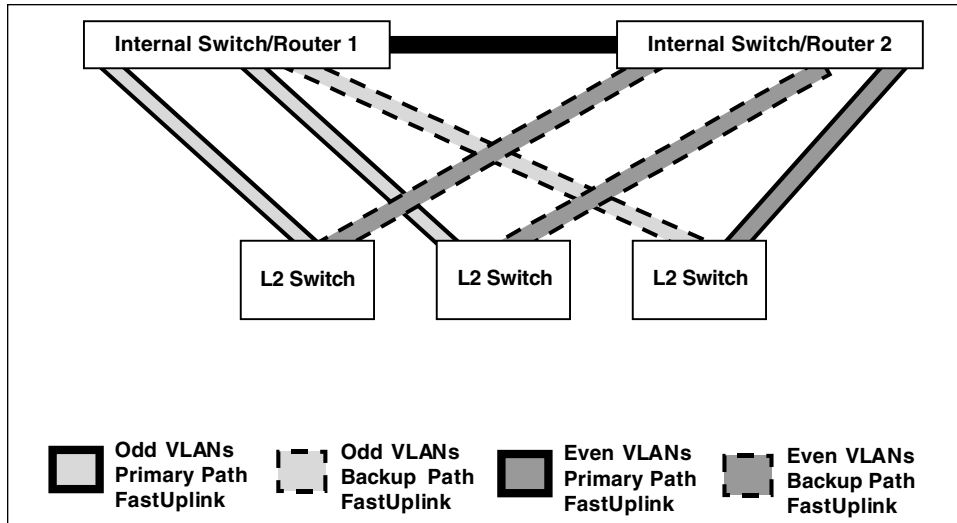 Internal Switch/Router 1
Internal Switch/Router 2
L2 Switch
L2 Switch
L2 Switch
Odd VLANs
Primary Path
FastUplink
Odd VLANs
Backup Path
FastUplink
Even VLANs
Primary Path
FastUplink
Even VLANs
Backup Path
FastUplink